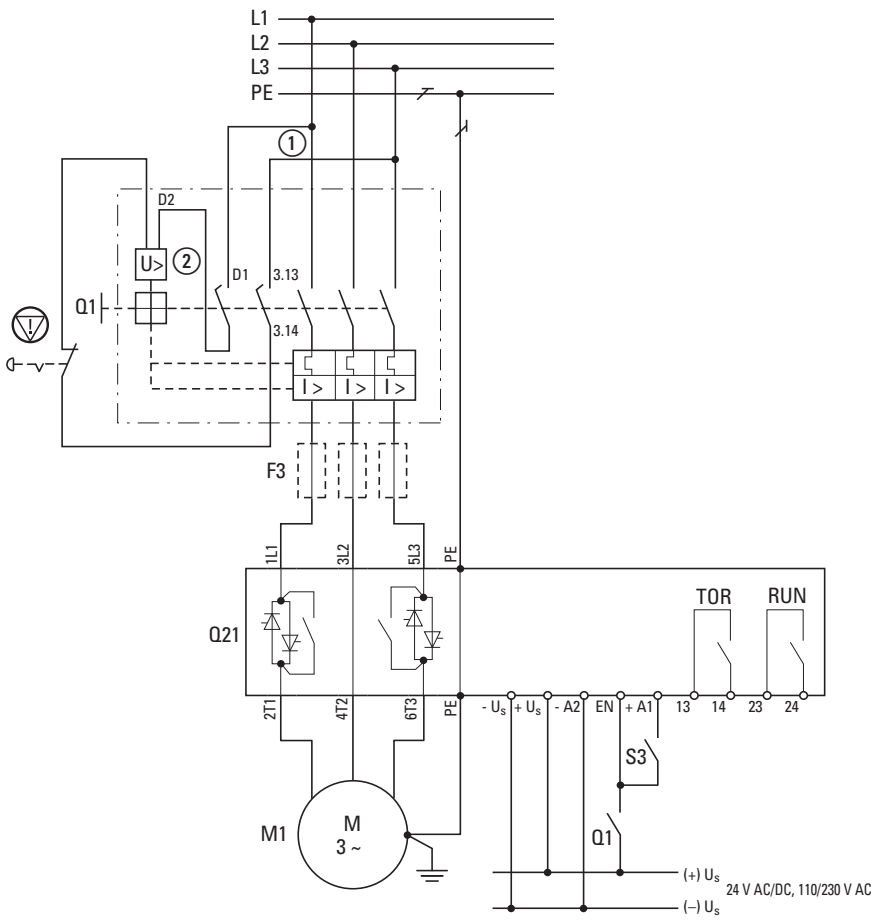 L1
L2
L3
PE
1
D2
U>
2
D1
3.13
Q1
3.14
!
I >
I >
I >
F3
1L1
3L2
5L3
PE
TOR
RUN
Q21
2T1
4T2
6T3
PE
- Us
+ Us
- A2
EN
+ A1
13
14
23
24
S3
M1
M
3 ~
Q1
(+) Us
24 V AC/DC, 110/230 V AC
(–) Us